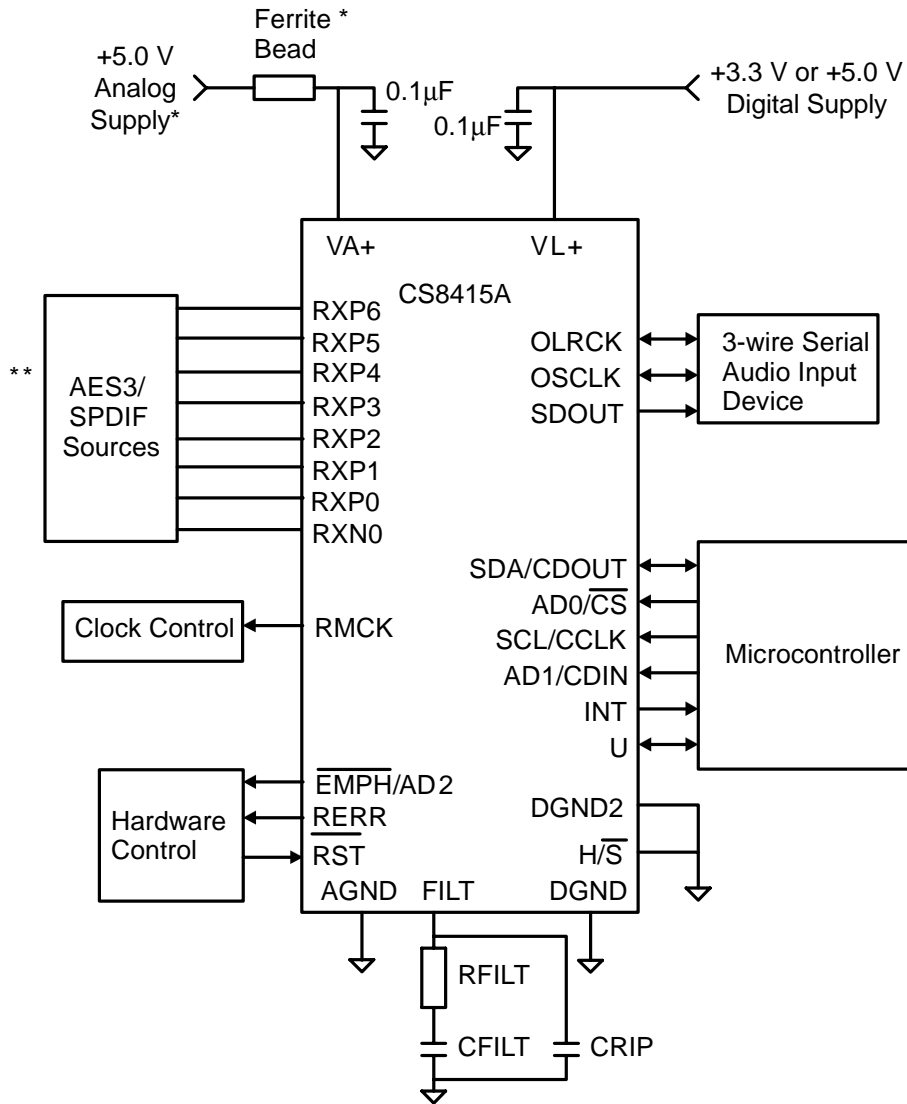 Ferrite *
Bead
+5.0 V
Analog
Supply*
0.1µF
0.1µF
+3.3 V or +5.0 V
Digital Supply
VA+
VL+
CS8415A
**
AES3/
SPDIF
Sources
RXP6
RXP5
RXP4
RXP3
RXP2
RXP1
RXP0
RXN0
OLRCK
OSCLK
SDOUT
3-wire Serial
Audio Input
Device
Clock Control
RMCK
SDA/CDOUT
AD0/CS
SCL/CCLK
AD1/CDIN
INT
U
Microcontroller
Hardware
Control
EMPH/AD2
RERR
RST
DGND2
H/S
AGND
FILT
DGND
RFILT
CFILT
CRIP